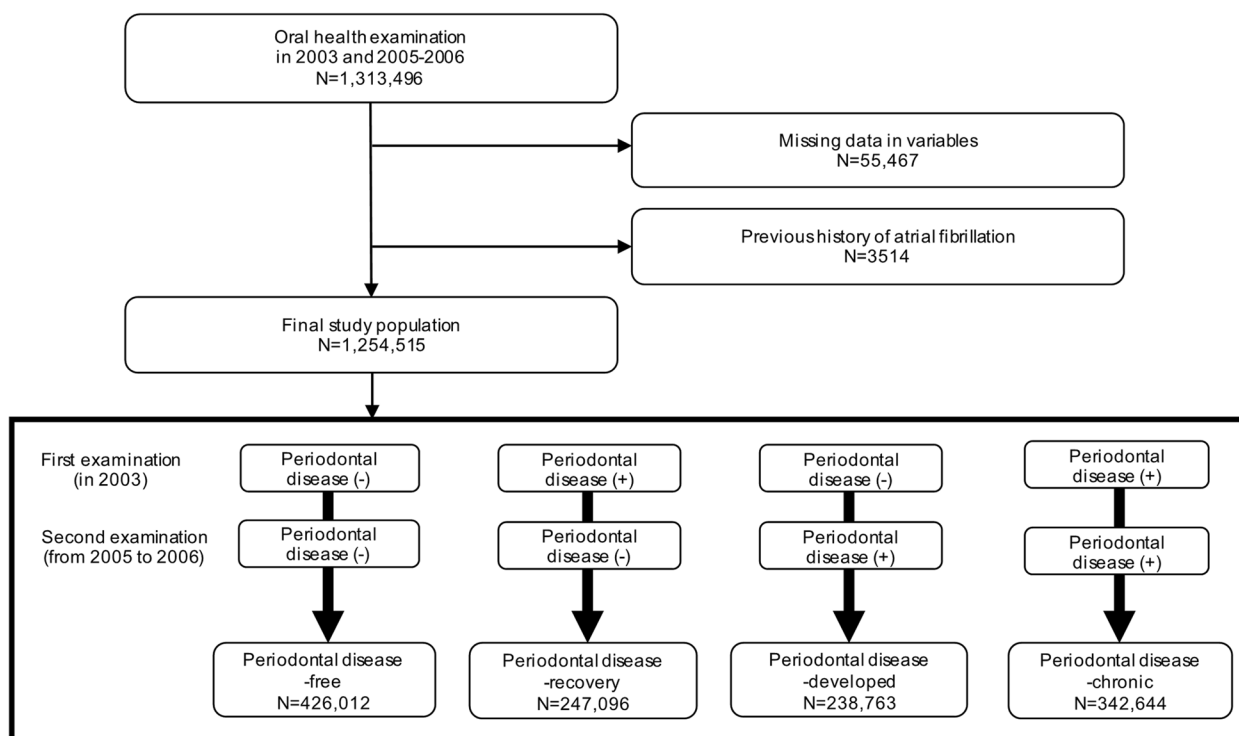 Oral health examination
in 2003 and 2005-2006
N=1,313,496
Missing data in variables
N=55,467
Previous history of atrial fibrillation
N=3514
Final study population
N=1,254,515
First examination
(in 2003)
Periodontal
disease (-)
Periodontal
disease (+)
Periodontal
disease (-)
Periodontal
disease (+)
Second examination
(from 2005 to 2006)
Periodontal
disease (-)
Periodontal
disease (-)
Periodontal
disease (+)
Periodontal
disease (+)
Periodontal disease
-free
N=426,012
Periodontal disease
-recovery
N=247,096
Periodontal disease
-developed
N=238,763
Periodontal disease
-chronic
N=342,644